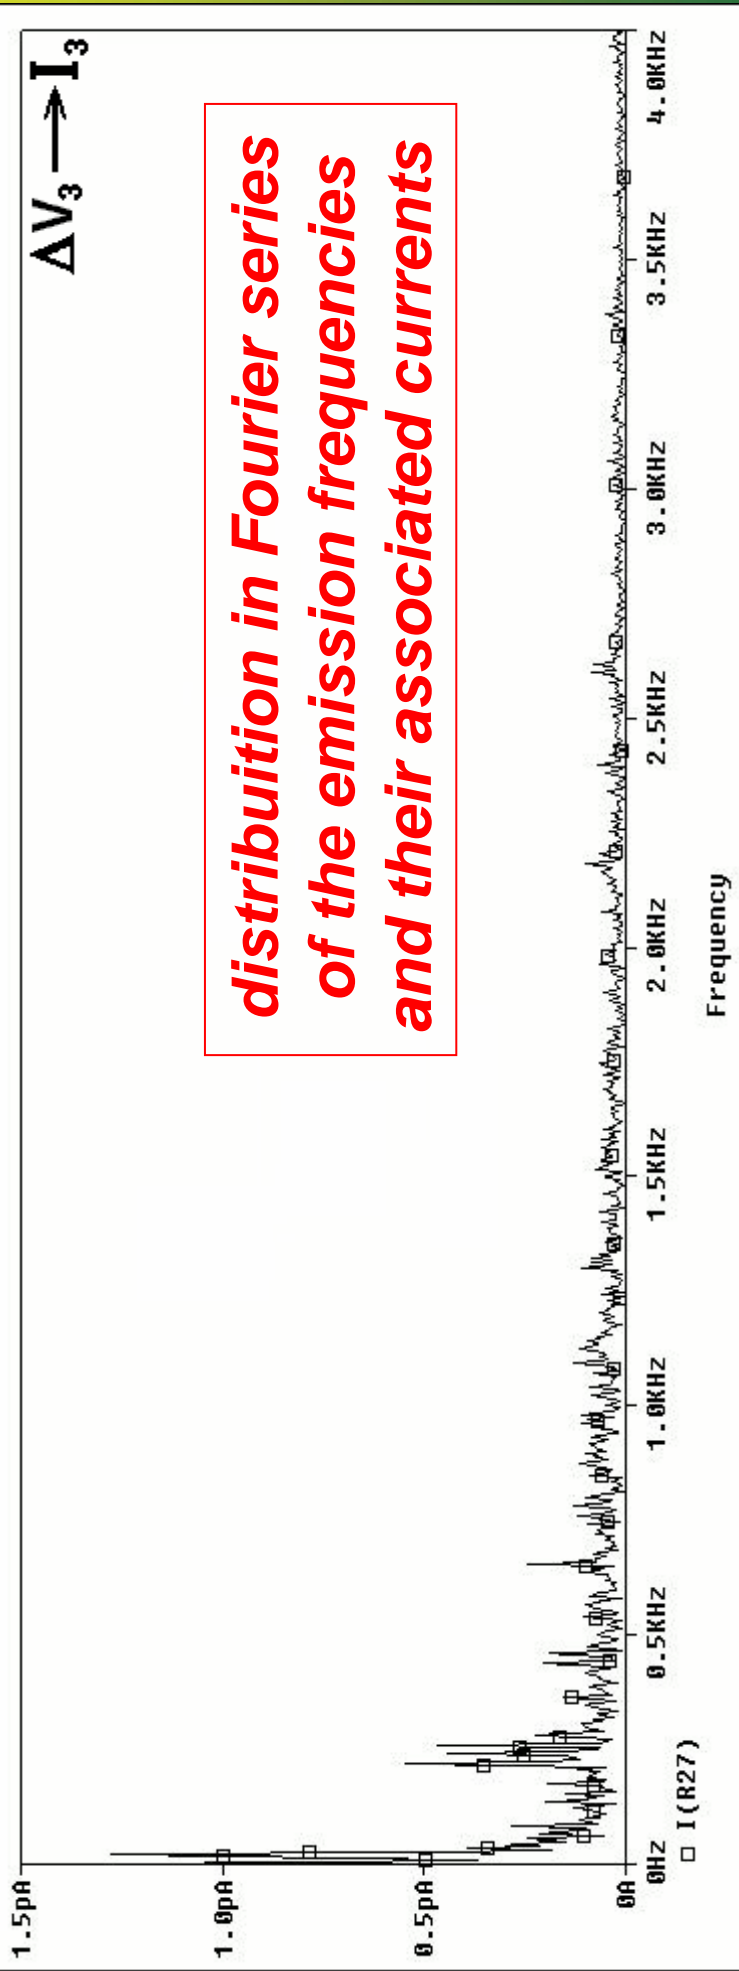 ΔV₃ → I₃
distribuition in Fourier series
of the emission frequencies
and their associated currents
1.5pA
1.0pA
0.5pA
0A
0Hz
0.5KHz
1.0KHz
1.5KHz
2.0KHz
2.5KHz
3.0KHz
3.5KHz
4.0KHz
I(R27)
Frequency